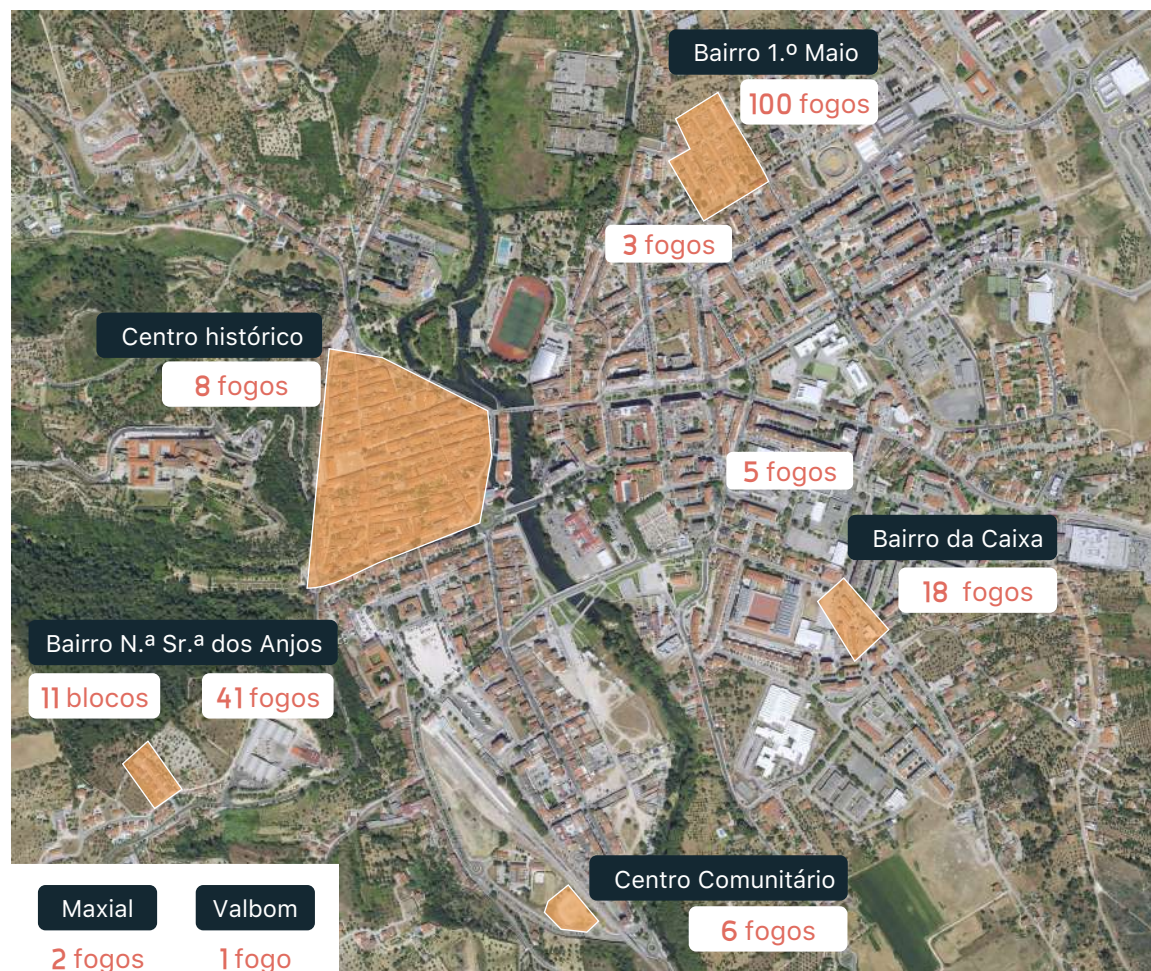 Bairro 1.º Maio
100 fogos
3 fogos
Centro histórico
8 fogos
5 fogos
Bairro da Caixa
18 fogos
Bairro N.ª Sr.ª dos Anjos
11 blocos 41 fogos
Centro Comunitário
6 fogos
Maxial Valbom
2 fogos 1 fogo